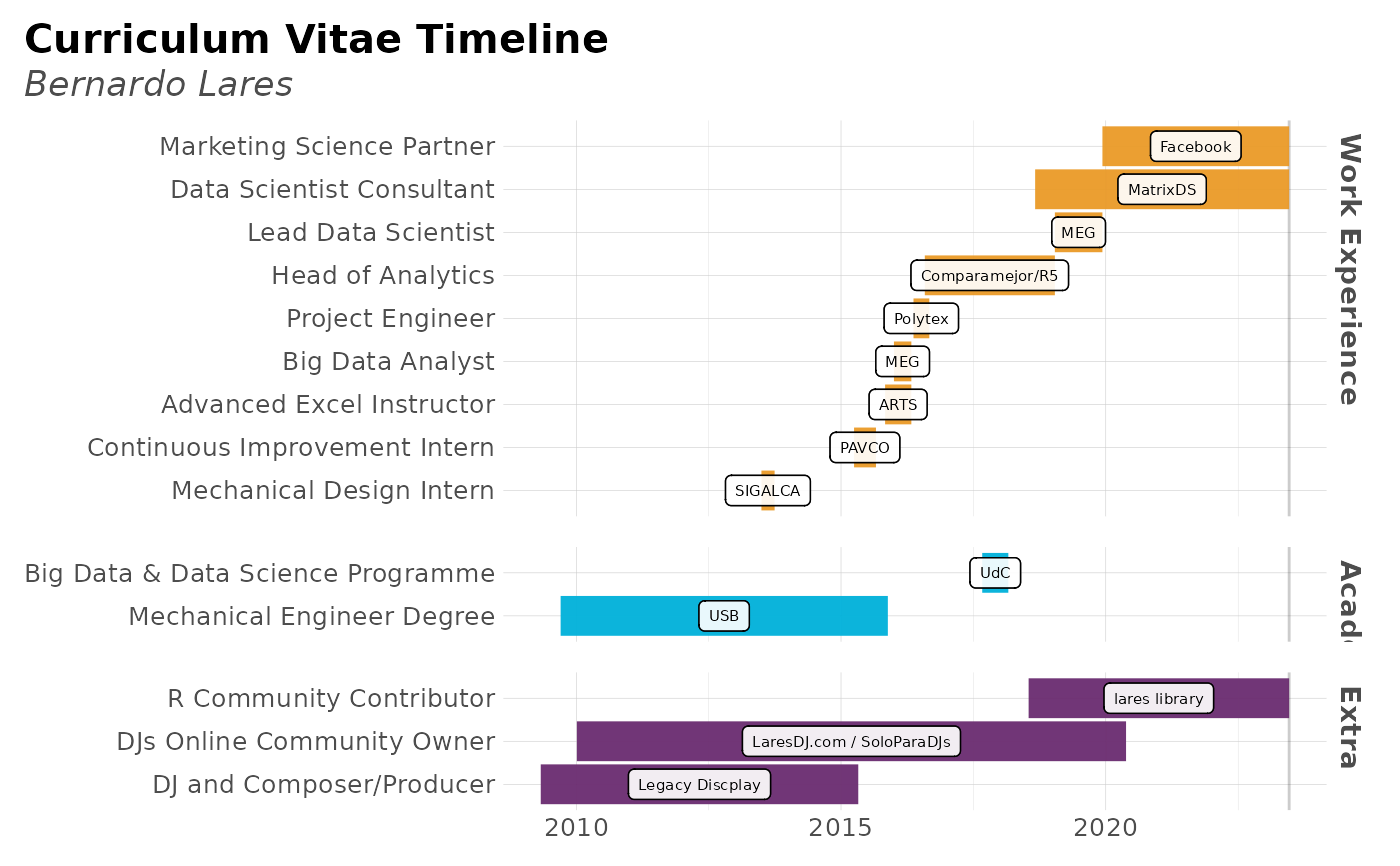 Curriculum Vitae Timeline
Bernardo Lares
Work Experience
Marketing Science Partner Facebook
Data Scientist Consultant MatrixDS
Lead Data Scientist MEG
Head of Analytics Comparamejor/R5
Project Engineer Polytex
Big Data Analyst MEG
Advanced Excel Instructor ARTS
Continuous Improvement Intern PAVCO
Mechanical Design Intern SIGALCA
Big Data & Data Science Programme UdC
Mechanical Engineer Degree USB
Extra
R Community Contributor lares library
DJs Online Community Owner LaresDJ.com / SoloParaDJs
DJ and Composer/Producer Legacy Discplay
2010 2015 2020